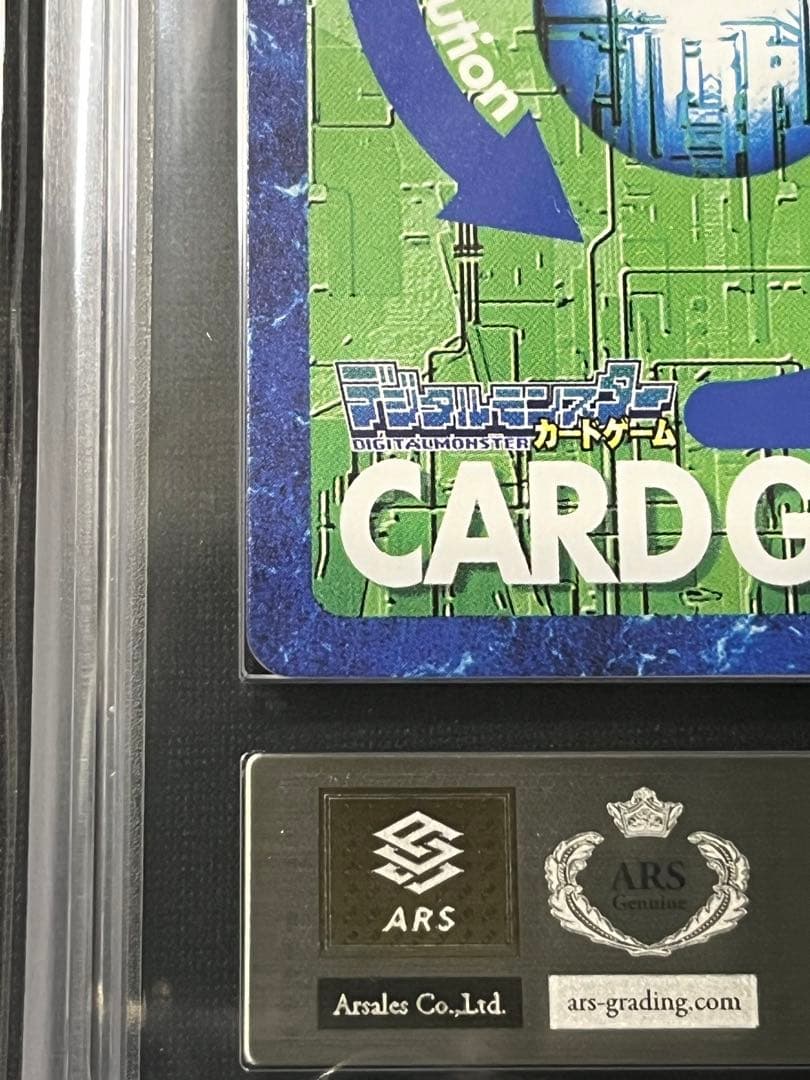 ution
デジタルモンスター
DIGITALMONSTER カードゲーム
CARD G
ARS
ARS
Genuine
Arsales Co.,Ltd.
ars-grading.com